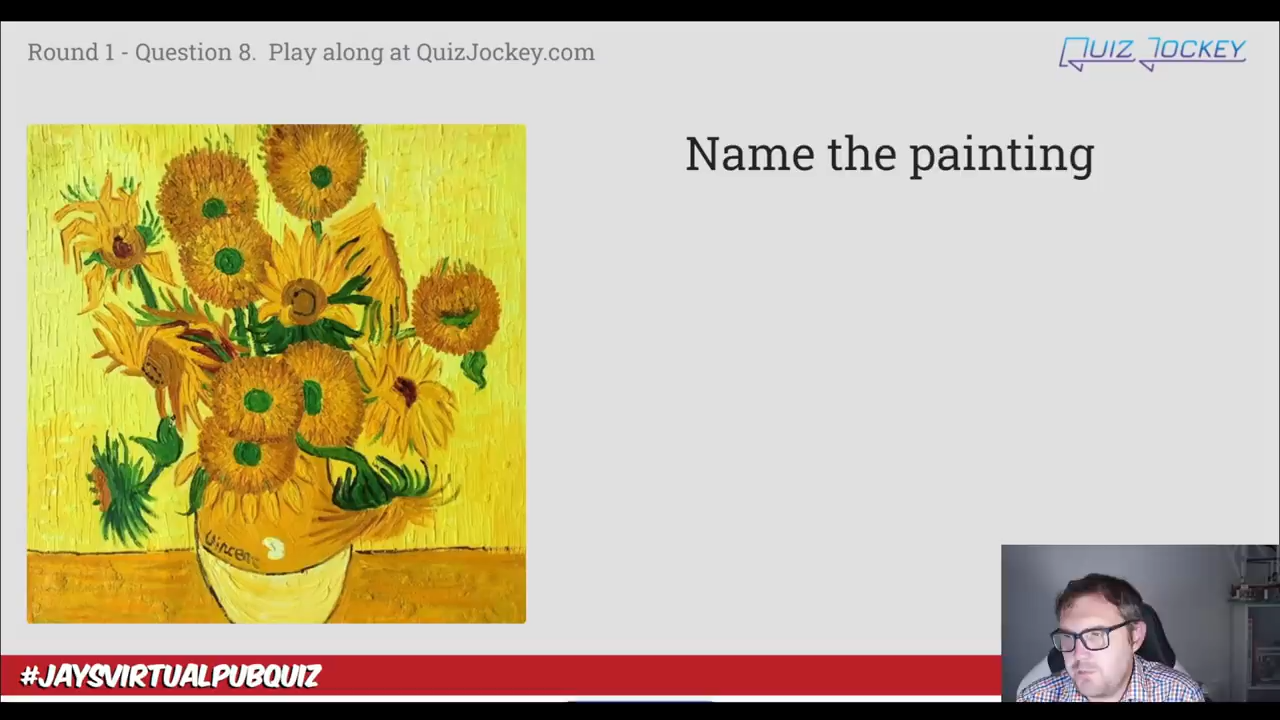 Round 1 - Question 8. Play along at QuizJockey.com
QUIZ JOCKEY
Name the painting
Vincent
#JAYSVIRTUALPUBQUIZ